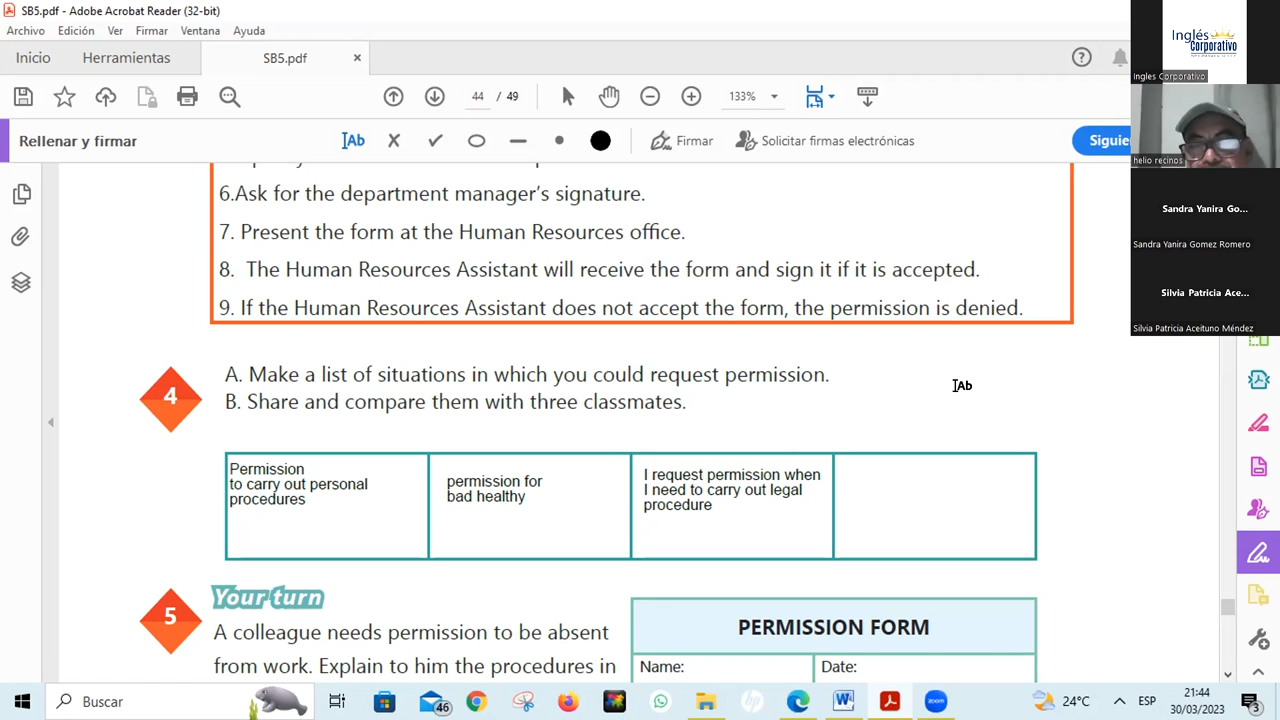 SB5.pdf - Adobe Acrobat Reader (32-bit)
Archivo Edición Ver Firmar Ventana Ayuda
Inicio Herramientas SB5.pdf ×
44 / 49 133%
Rellenar y firmar Ab Firmar Solicitar firmas electrónicas Siguie
6.Ask for the department manager's signature.
7. Present the form at the Human Resources office.
8. The Human Resources Assistant will receive the form and sign it if it is accepted.
9. If the Human Resources Assistant does not accept the form, the permission is denied.
4
A. Make a list of situations in which you could request permission.
B. Share and compare them with three classmates.
Ab
Permission
to carry out personal
procedures
permission for
bad healthy
I request permission when
I need to carry out legal
procedure
5
Your turn
A colleague needs permission to be absent
from work. Explain to him the procedures in
PERMISSION FORM
Name: Date:
Inglés
Corporativo
Ingles Corporativo
helio recinos
Sandra Yanira Go...
Sandra Yanira Gomez Romero
Silvia Patricia Ace...
Silvia Patricia Aceituno Méndez
Buscar
46
24°C
ESP
21:44
30/03/2023
3